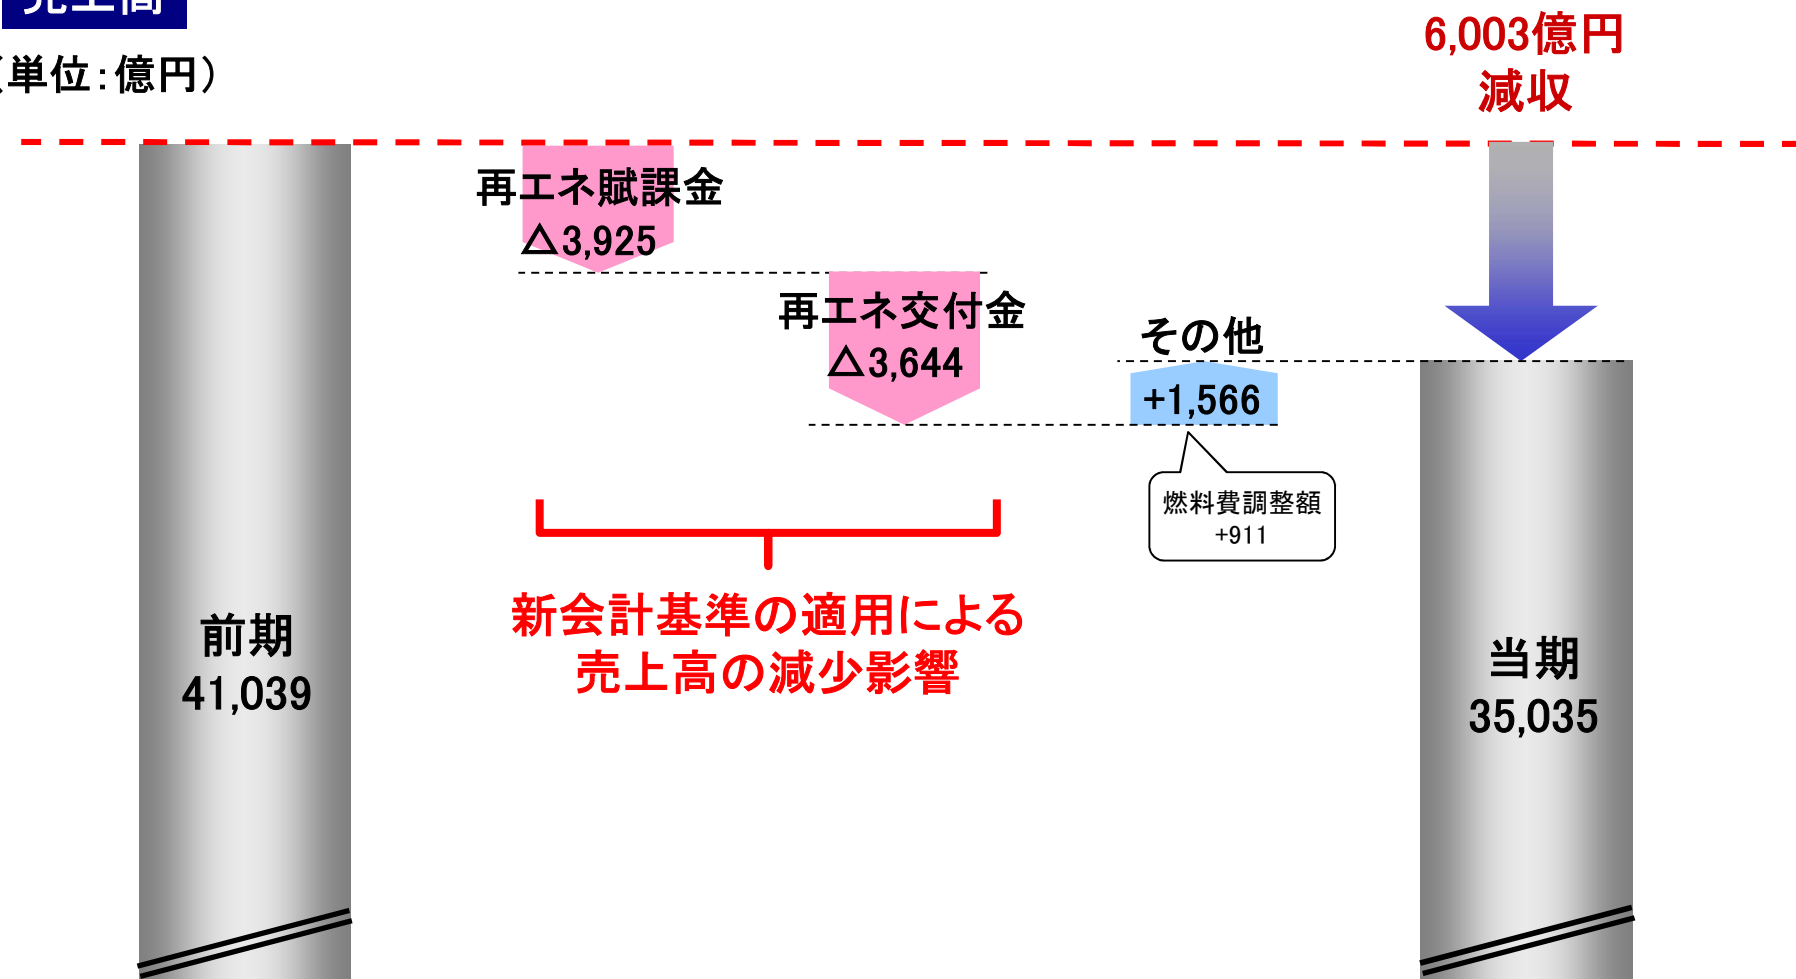 売上高
（単位：億円）
6,003億円
減収
再エネ賦課金
△3,925
再エネ交付金
△3,644
その他
+1,566
燃料費調整額
+911
新会計基準の適用による
売上高の減少影響
前期
41,039
当期
35,035